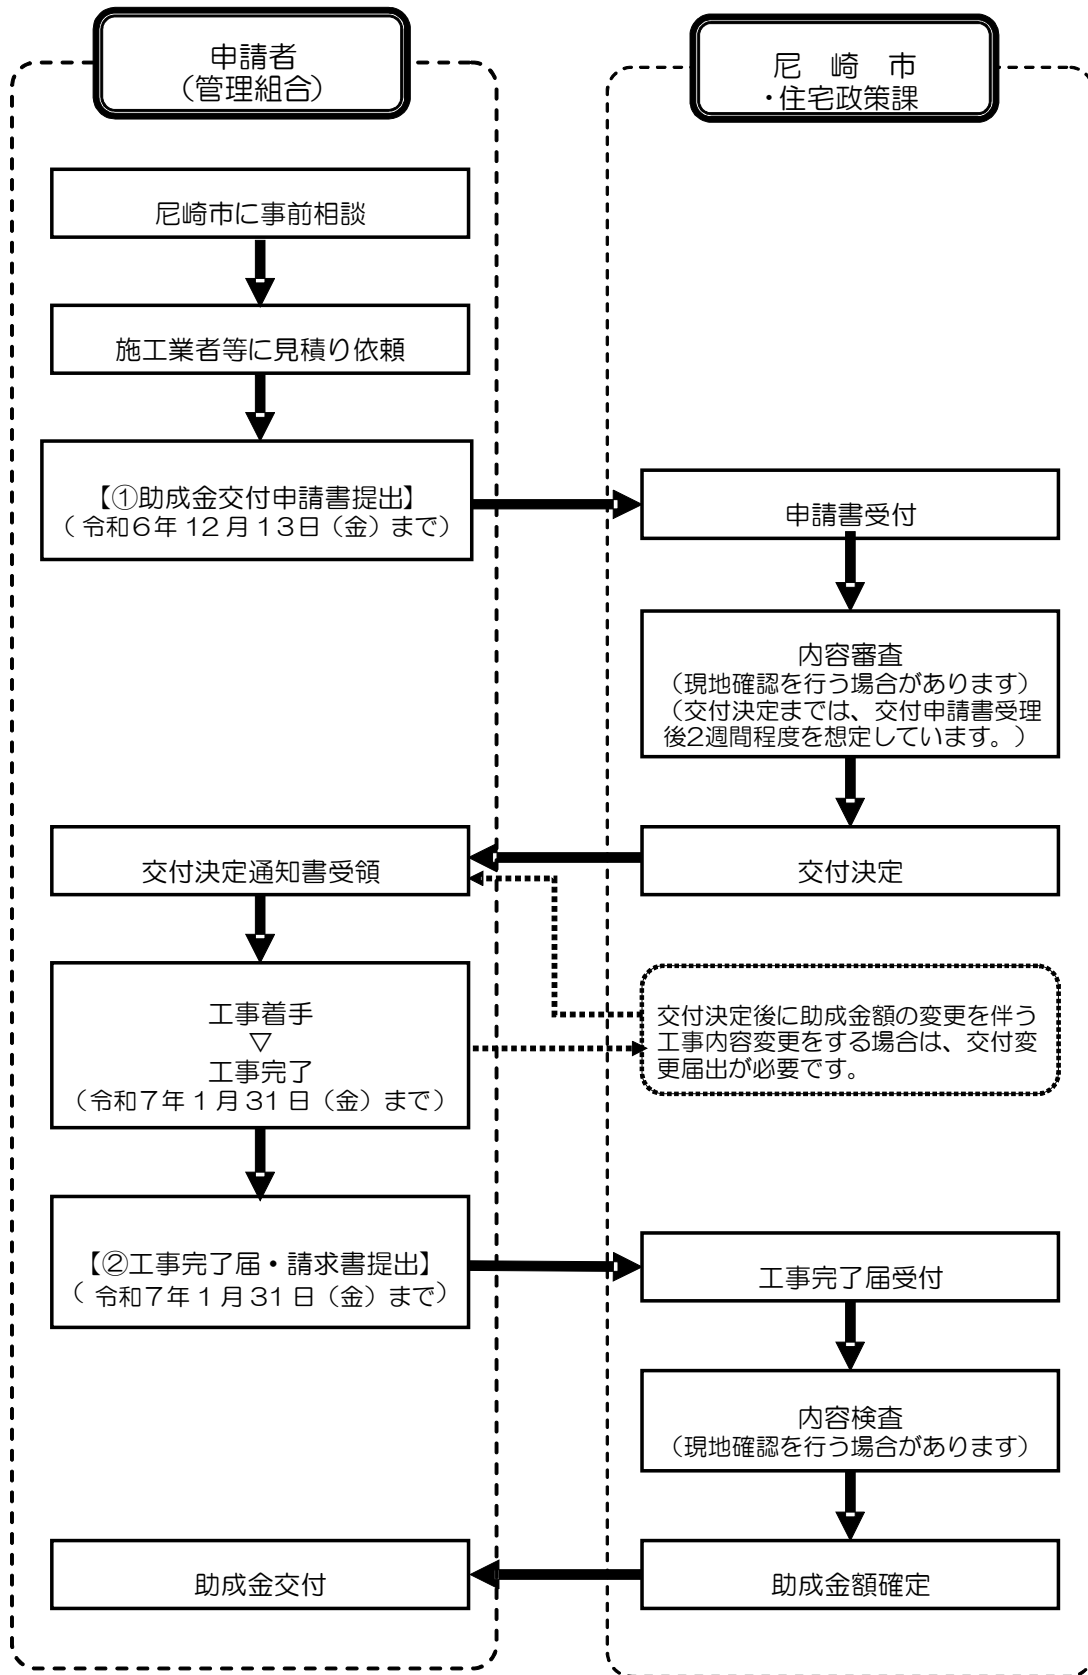 申請者
（管理組合）
尼　崎　市
・住宅政策課
尼崎市に事前相談
施工業者等に見積り依頼
【①助成金交付申請書提出】
（令和６年12月13日（金）まで）
申請書受付
内容審査
（現地確認を行う場合があります）
（交付決定までは、交付申請書受理
後2週間程度を想定しています。）
交付決定通知書受領
交付決定
工事着手
▽
工事完了
（令和７年１月31日（金）まで）
交付決定後に助成金額の変更を伴う
工事内容変更をする場合は、交付変
更届出が必要です。
【②工事完了届・請求書提出】
（令和７年１月31日（金）まで）
工事完了届受付
内容検査
（現地確認を行う場合があります）
助成金交付
助成金額確定